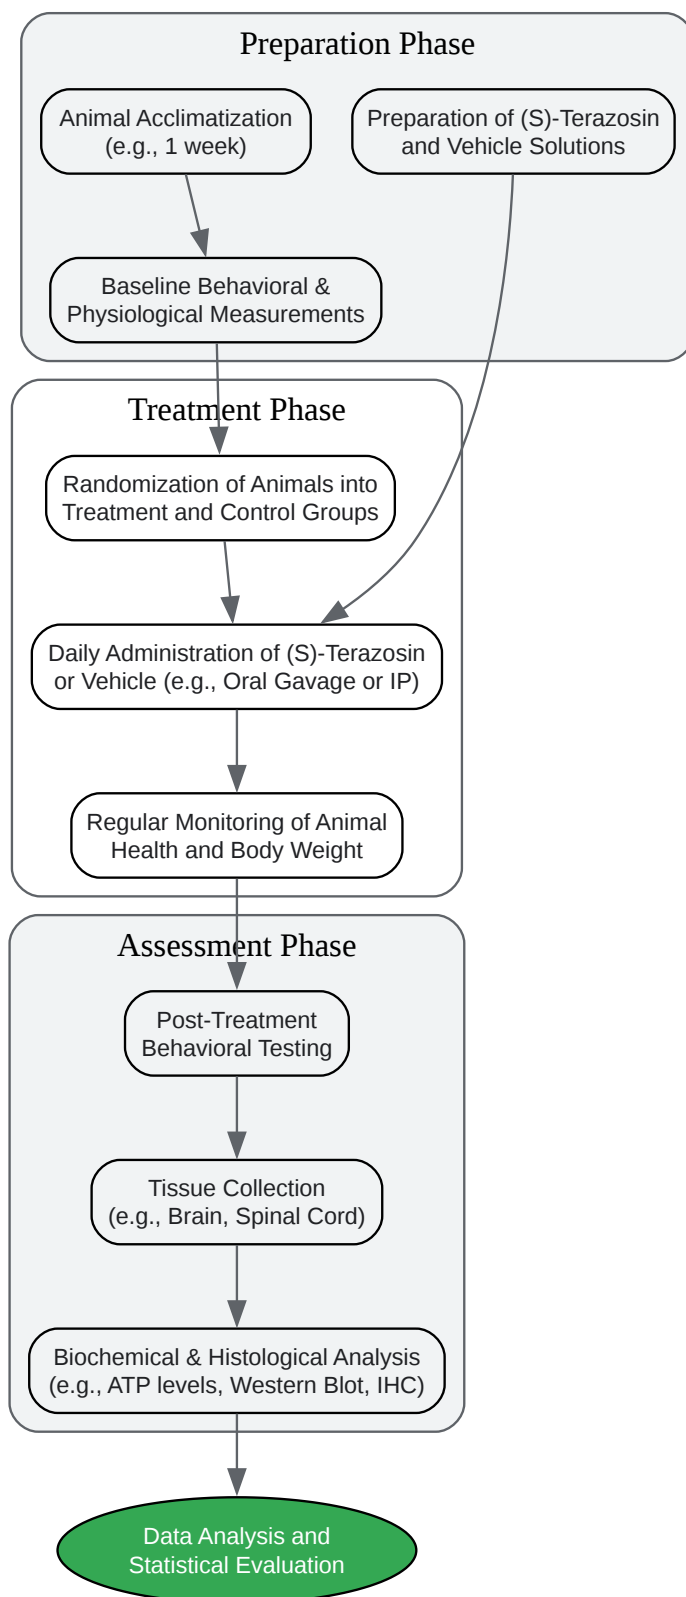 Preparation Phase
Animal Acclimatization
(e.g., 1 week)
Preparation of (S)-Terazosin
and Vehicle Solutions
Baseline Behavioral &
Physiological Measurements
Treatment Phase
Randomization of Animals into
Treatment and Control Groups
Daily Administration of (S)-Terazosin
or Vehicle (e.g., Oral Gavage or IP)
Regular Monitoring of Animal
Health and Body Weight
Assessment Phase
Post-Treatment
Behavioral Testing
Tissue Collection
(e.g., Brain, Spinal Cord)
Biochemical & Histological Analysis
(e.g., ATP levels, Western Blot, IHC)
Data Analysis and
Statistical Evaluation